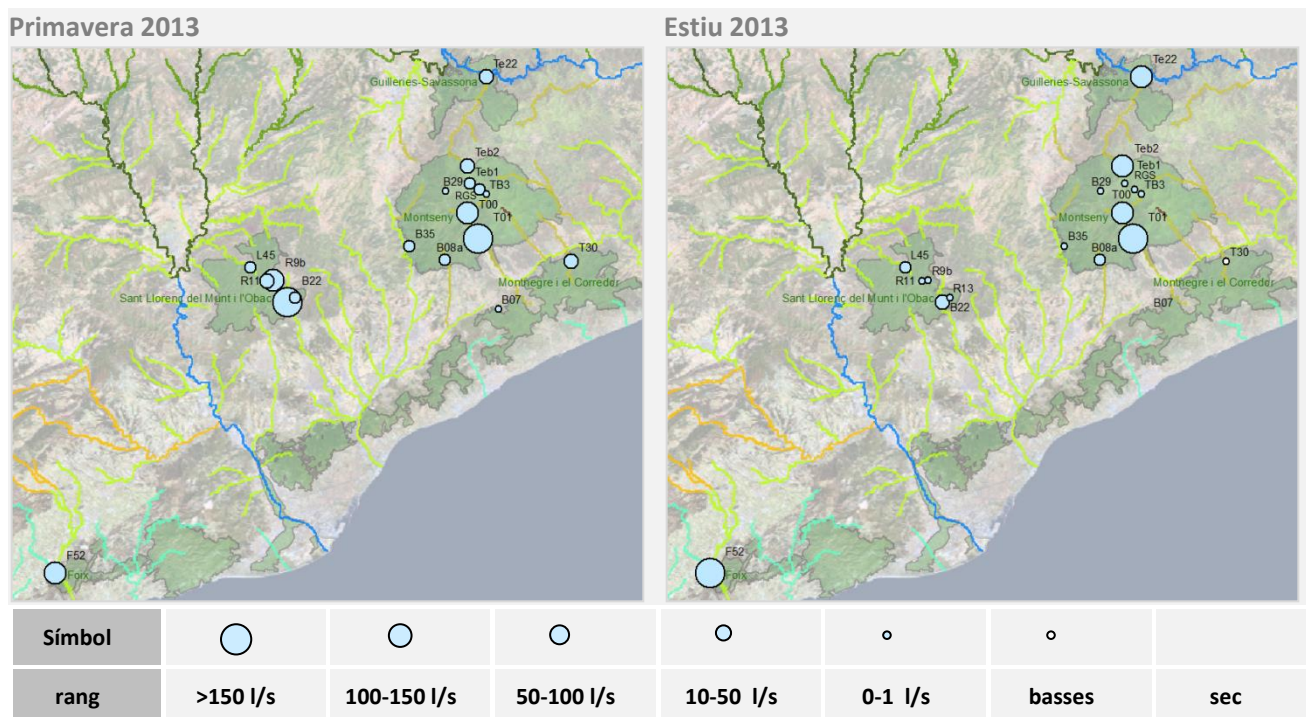 Primavera 2013
Te22
Guilleries-Savassona
Teb2
Teb1
B29
TB3
RGS
T00
Montseny
T01
B35
B08a
T30
L45
R9b
R11
B22
Montnegre i el Corredor
Sant Llorenç del Munt i l'Obac
B07
F52
Foix
Estiu 2013
Te22
Guilleries-Savassona
Teb2
Teb1
RGS
B29
TB3
T00
Montseny
T01
B35
B08a
T30
L45
R9b
R11
Montnegre i el Corredor
R13
Sant Llorenç del Munt i l'Obac
B22
B07
F52
Foix
Símbol
rang >150 l/s 100-150 l/s 50-100 l/s 10-50 l/s 0-1 l/s basses sec